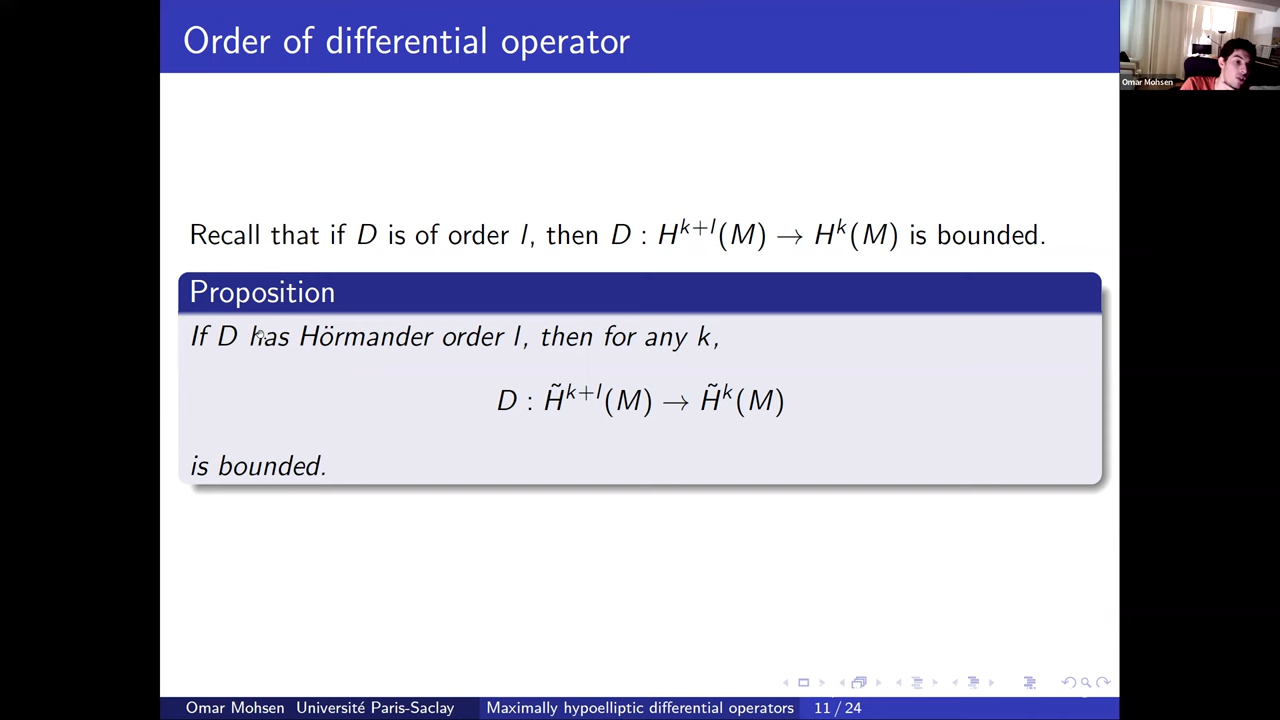 Order of differential operator
Omar Mohsen
Recall that if D is of order l, then D : H^{k+l}(M) → H^k(M) is bounded.
Proposition
If D has Hörmander order l, then for any k,
D : H̃^{k+l}(M) → H̃^k(M)
is bounded.
Omar Mohsen Université Paris-Saclay Maximally hypoelliptic differential operators 11 / 24